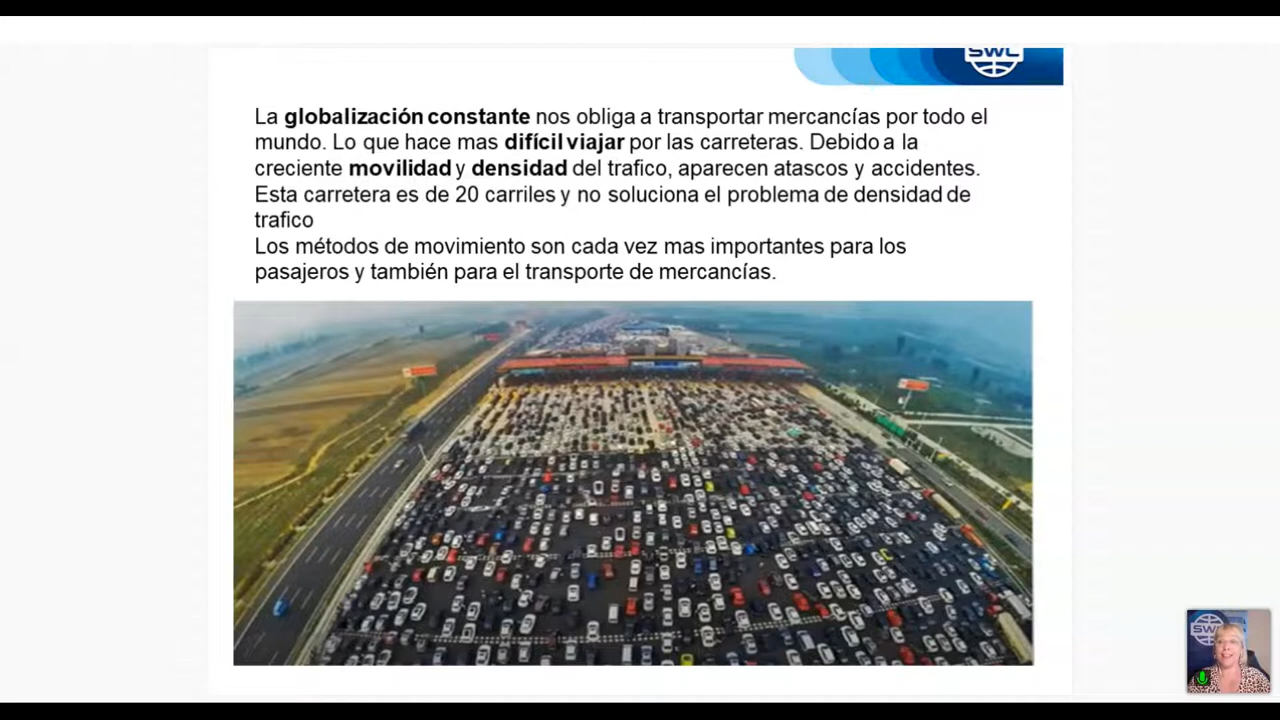 SWC
La globalización constante nos obliga a transportar mercancías por todo el
mundo. Lo que hace mas difícil viajar por las carreteras. Debido a la
creciente movilidad y densidad del trafico, aparecen atascos y accidentes.
Esta carretera es de 20 carriles y no soluciona el problema de densidad de
trafico
Los métodos de movimiento son cada vez mas importantes para los
pasajeros y también para el transporte de mercancías.
SWC